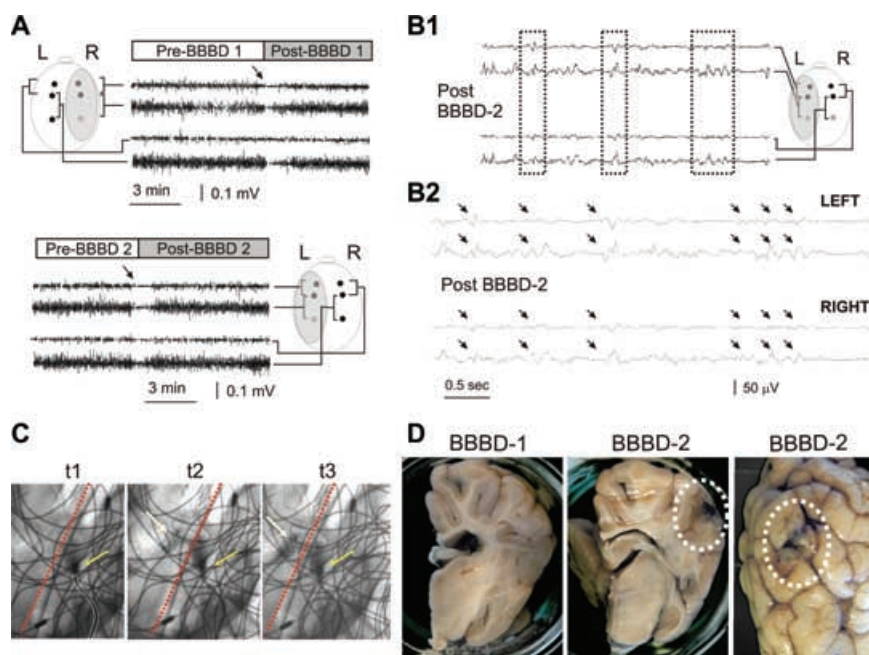 A
L R
Pre-BBBD 1 Post-BBBD 1
3 min 0.1 mV
Pre-BBBD 2 Post-BBBD 2
L R
3 min 0.1 mV
B1
L R
Post
BBBD-2
B2
LEFT
Post BBBD-2
RIGHT
0.5 sec 50 µV
C
t1 t2 t3
D
BBBD-1 BBBD-2 BBBD-2